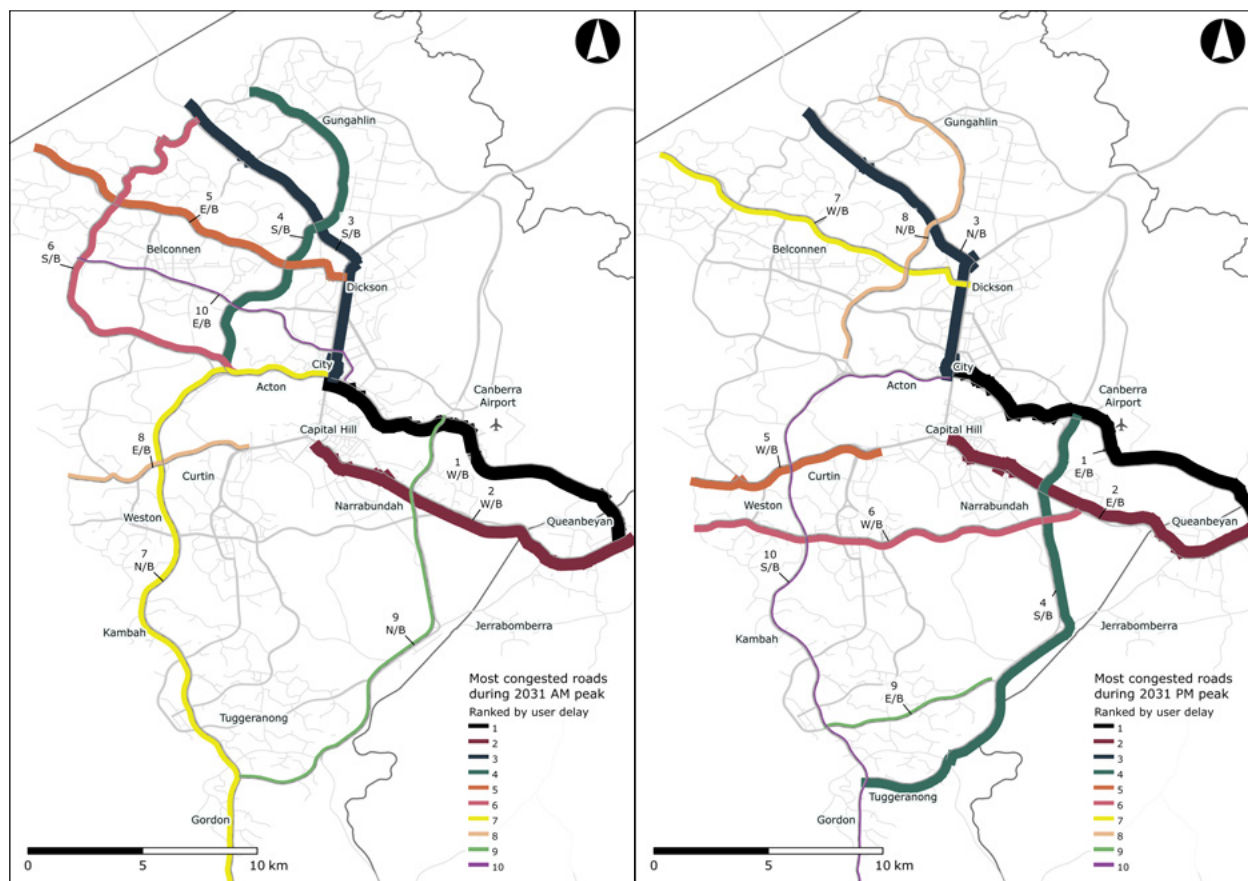 Gungahlin
5
E/B
4
S/B
3
S/B
Belconnen
6
S/B
Dickson
10
E/B
City
Acton
Canberra
Airport
Capital Hill
8
E/B
1
W/B
Curtin
2
W/B
Narrabundah
Weston
Queanbeyan
7
N/B
9
N/B
Kambah
Jerrabomberra
Tuggeranong
Gordon
Most congested roads
during 2031 AM peak
Ranked by user delay
1
2
3
4
5
6
7
8
9
10
0
5
10 km
Gungahlin
7
W/B
8
N/B
3
N/B
Belconnen
Dickson
City
Acton
Canberra
Airport
Capital Hill
5
W/B
1
E/B
Curtin
2
E/B
Narrabundah
Weston
6
W/B
Queanbeyan
10
S/B
4
S/B
Kambah
Jerrabomberra
9
E/B
Tuggeranong
Gordon
Most congested roads
during 2031 PM peak
Ranked by user delay
1
2
3
4
5
6
7
8
9
10
0
5
10 km